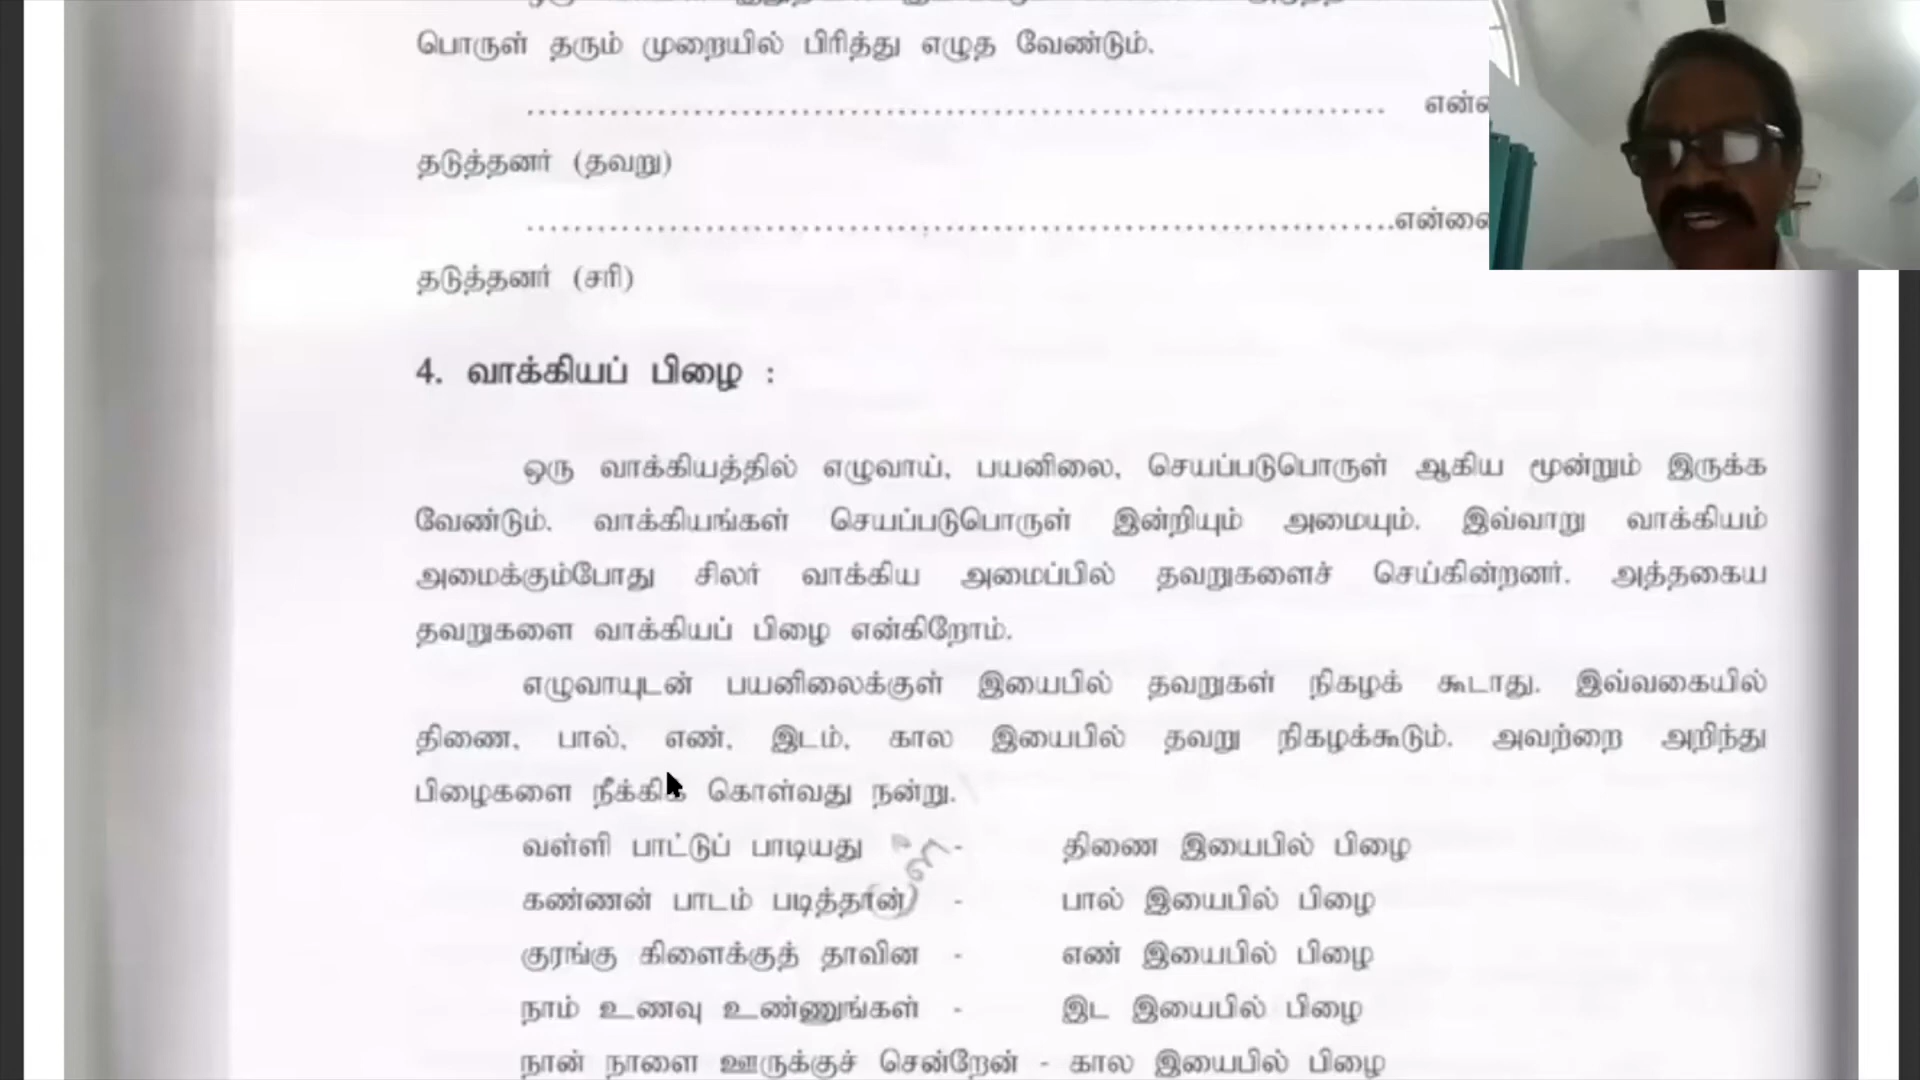 பொருள் தரும் முறையில் பிரித்து எழுத வேண்டும்.
தடுத்தனர் (தவறு)
.....................................................................................என்னை
தடுத்தனர் (சரி)
4. வாக்கியப் பிழை :
ஒரு வாக்கியத்தில் எழுவாய், பயனிலை, செயப்படுபொருள் ஆகிய மூன்றும் இருக்க
வேண்டும். வாக்கியங்கள் செயப்படுபொருள் இன்றியும் அமையும். இவ்வாறு வாக்கியம்
அமைக்கும்போது சிலர் வாக்கிய அமைப்பில் தவறுகளைச் செய்கின்றனர். அத்தகைய
தவறுகளை வாக்கியப் பிழை என்கிறோம்.
எழுவாயுடன் பயனிலைக்குள் இயைபில் தவறுகள் நிகழக் கூடாது. இவ்வகையில்
திணை, பால், எண், இடம், கால இயைபில் தவறு நிகழக்கூடும். அவற்றை அறிந்து
பிழைகளை நீக்கிக் கொள்வது நன்று.
வள்ளி பாட்டுப் பாடியது - திணை இயைபில் பிழை
கண்ணன் பாடம் படித்தான் - பால் இயைபில் பிழை
குரங்கு கிளைக்குத் தாவின - எண் இயைபில் பிழை
நாம் உணவு உண்ணுங்கள் - இட இயைபில் பிழை
நான் நாளை ஊருக்குச் சென்றேன் - கால இயைபில் பிழை